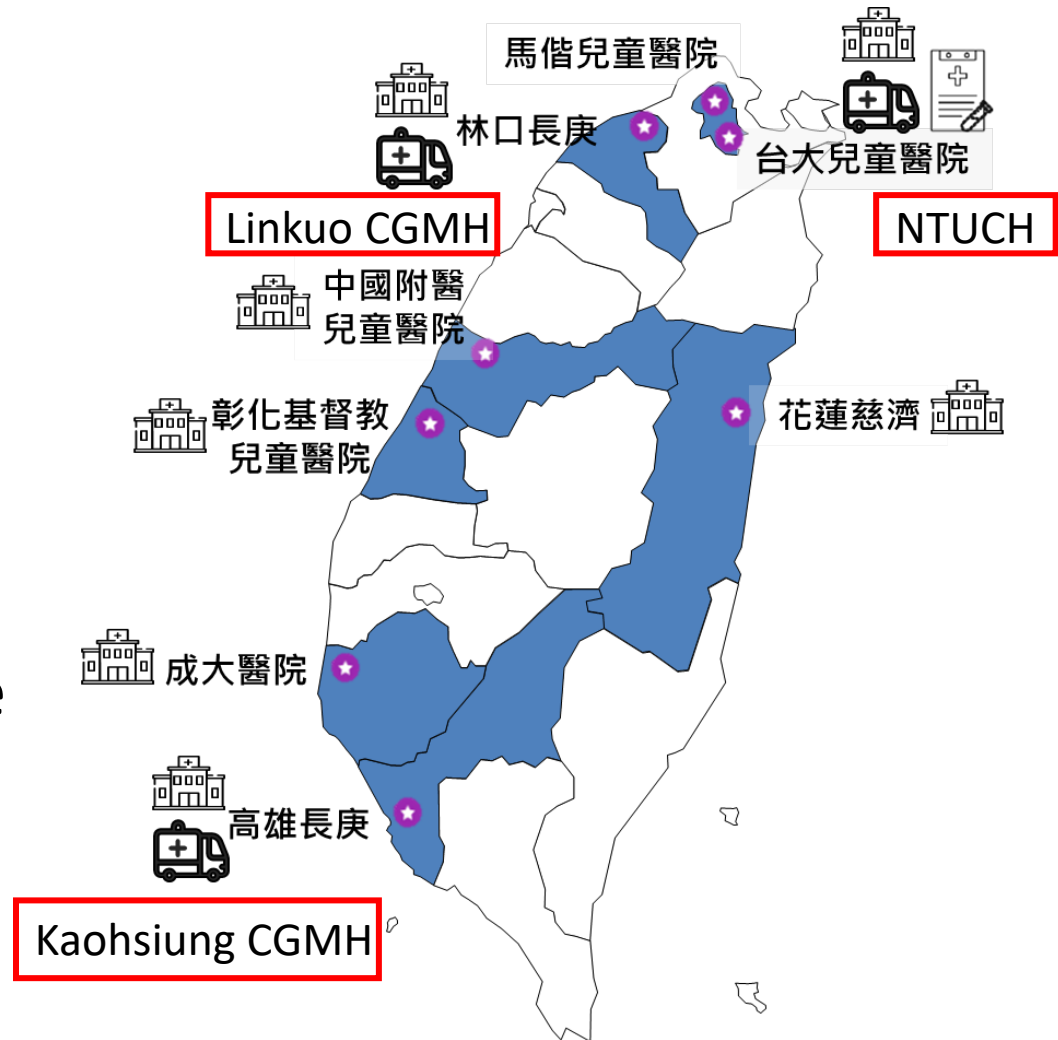 馬偕兒童醫院
林口長庚
台大兒童醫院
Linkuo CGMH
NTUCH
中國附醫
兒童醫院
彰化基督教
兒童醫院
花蓮慈濟
成大醫院
e
高雄長庚
Kaohsiung CGMH